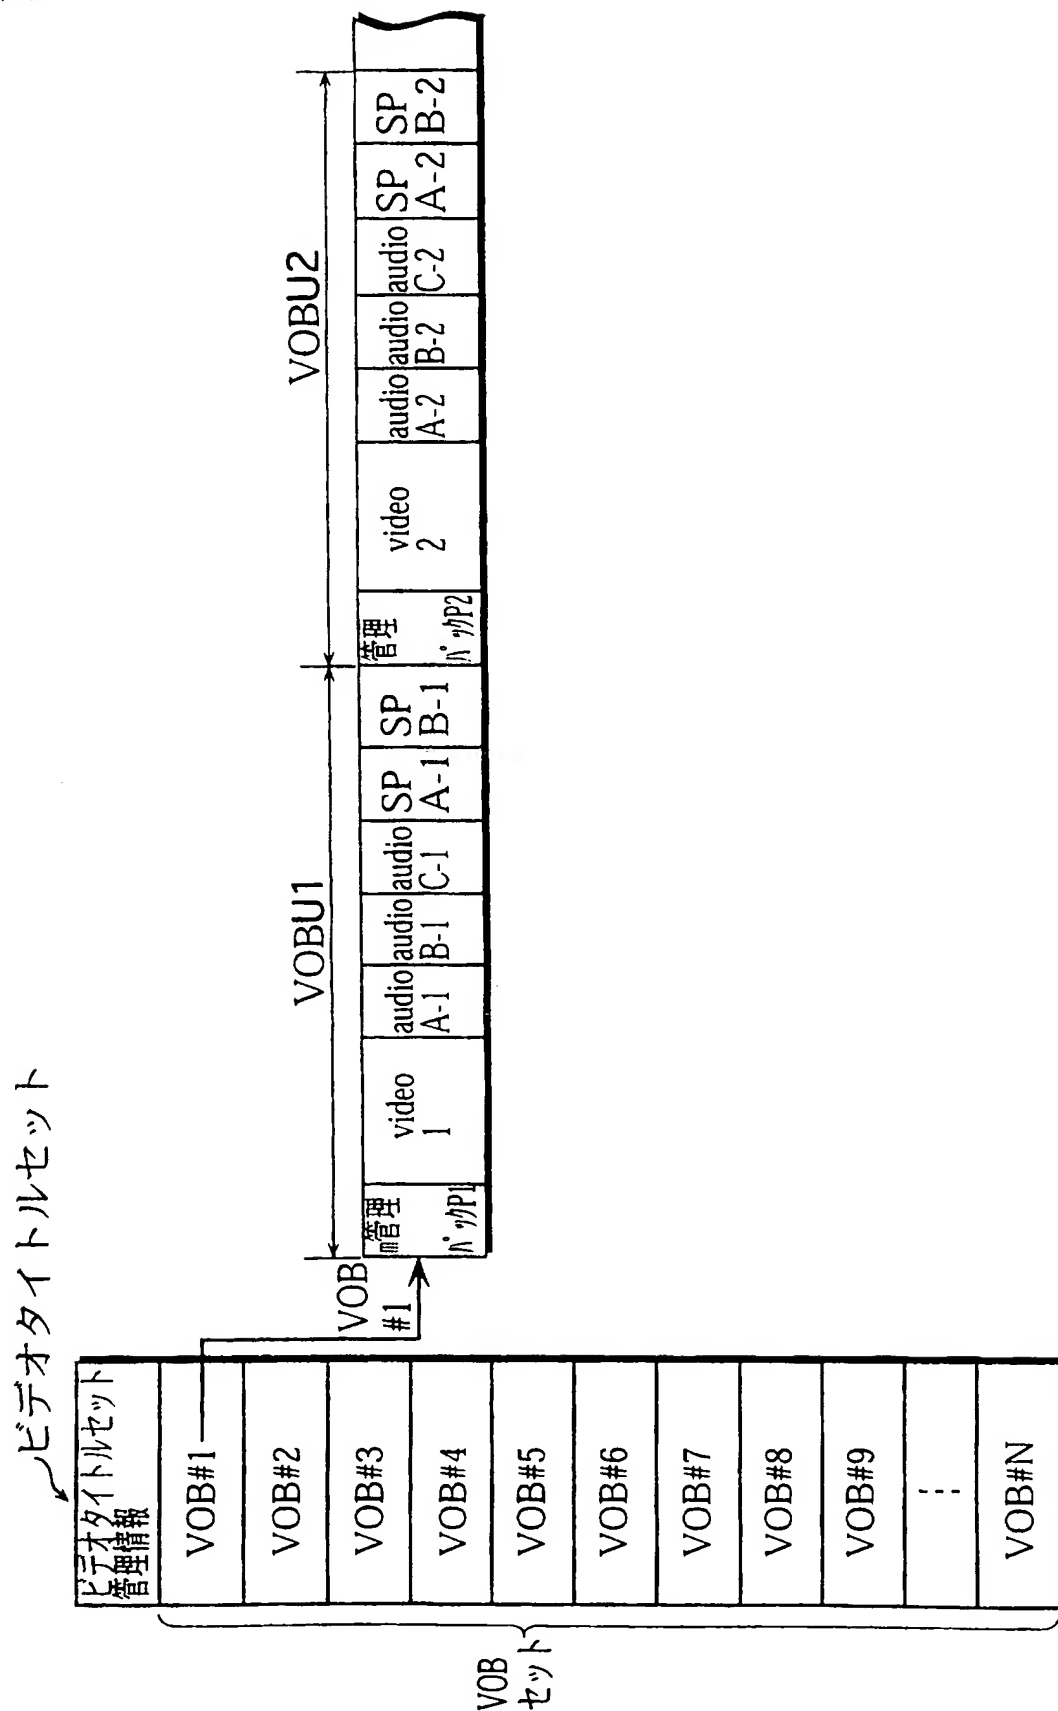 ビデオタイトルセット
ビデオタイトルセット
管理情報
VOB#1
VOB#2
VOB#3
VOB#4
VOB#5
VOB#6
VOB#7
VOB#8
VOB#9
VOB#N
VOB
セット
VOB
#1
VOBU1
管理
パックP1
video
1
audio
A-1
audio
B-1
audio
C-1
SP
A-1
SP
B-1
VOBU2
管理
パックP2
video
2
audio
A-2
audio
B-2
audio
C-2
SP
A-2
SP
B-2